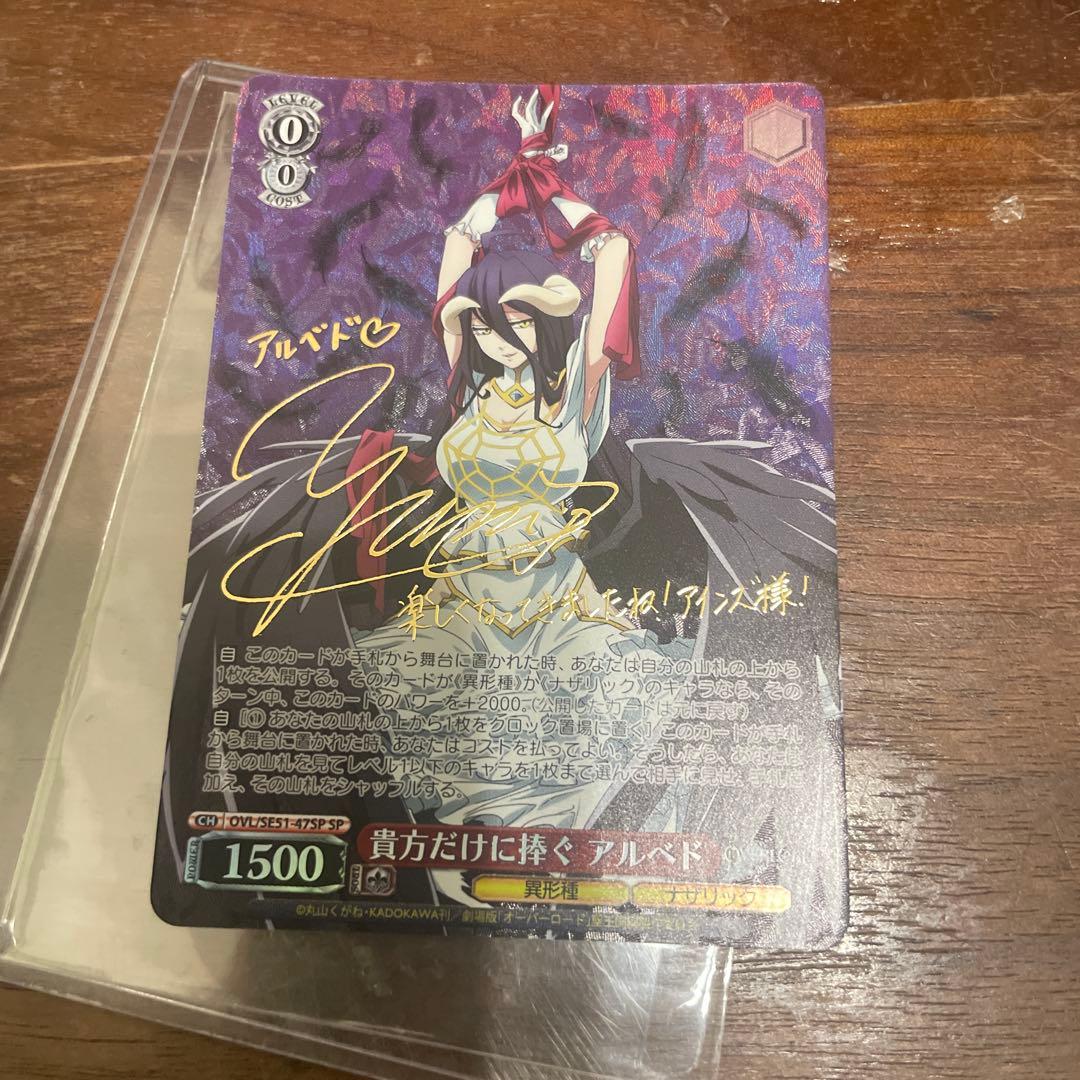 LEVEL
0
0
COST
アルベド♡
楽しくなってきましたね!アインズ様!
自 このカードが手札から舞台に置かれた時、あなたは自分の山札の上から
1枚を公開する。そのカードが《異形種》か《ナザリック》のキャラなら、その
ターン中、このカードのパワーを+2000。(公開したカードは元に戻す)
自 [① あなたの山札の上から1枚をクロック置場に置く] このカードが手札
から舞台に置かれた時、あなたはコストを払ってよい。そうしたら、
自分の山札を見てレベル1以下のキャラを1枚まで選んで相手に見せ、
加え、その山札をシャッフルする。
CH OVL/SE51-47SP SP
POWER 1500
SOUL
貴方だけに捧ぐ アルベド
異形種 ナザリック
©丸山くがね・KADOKAWA刊/劇場版「オーバーロード」